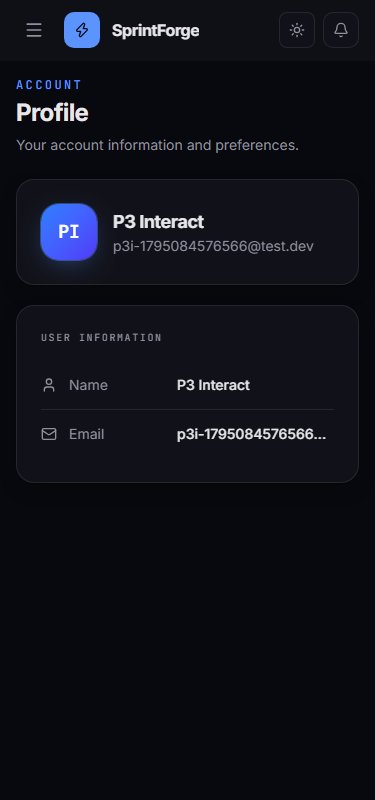 SprintForge
ACCOUNT
Profile
Your account information and preferences.
PI
P3 Interact
p3i-1795084576566@test.dev
USER INFORMATION
Name P3 Interact
Email p3i-1795084576566...